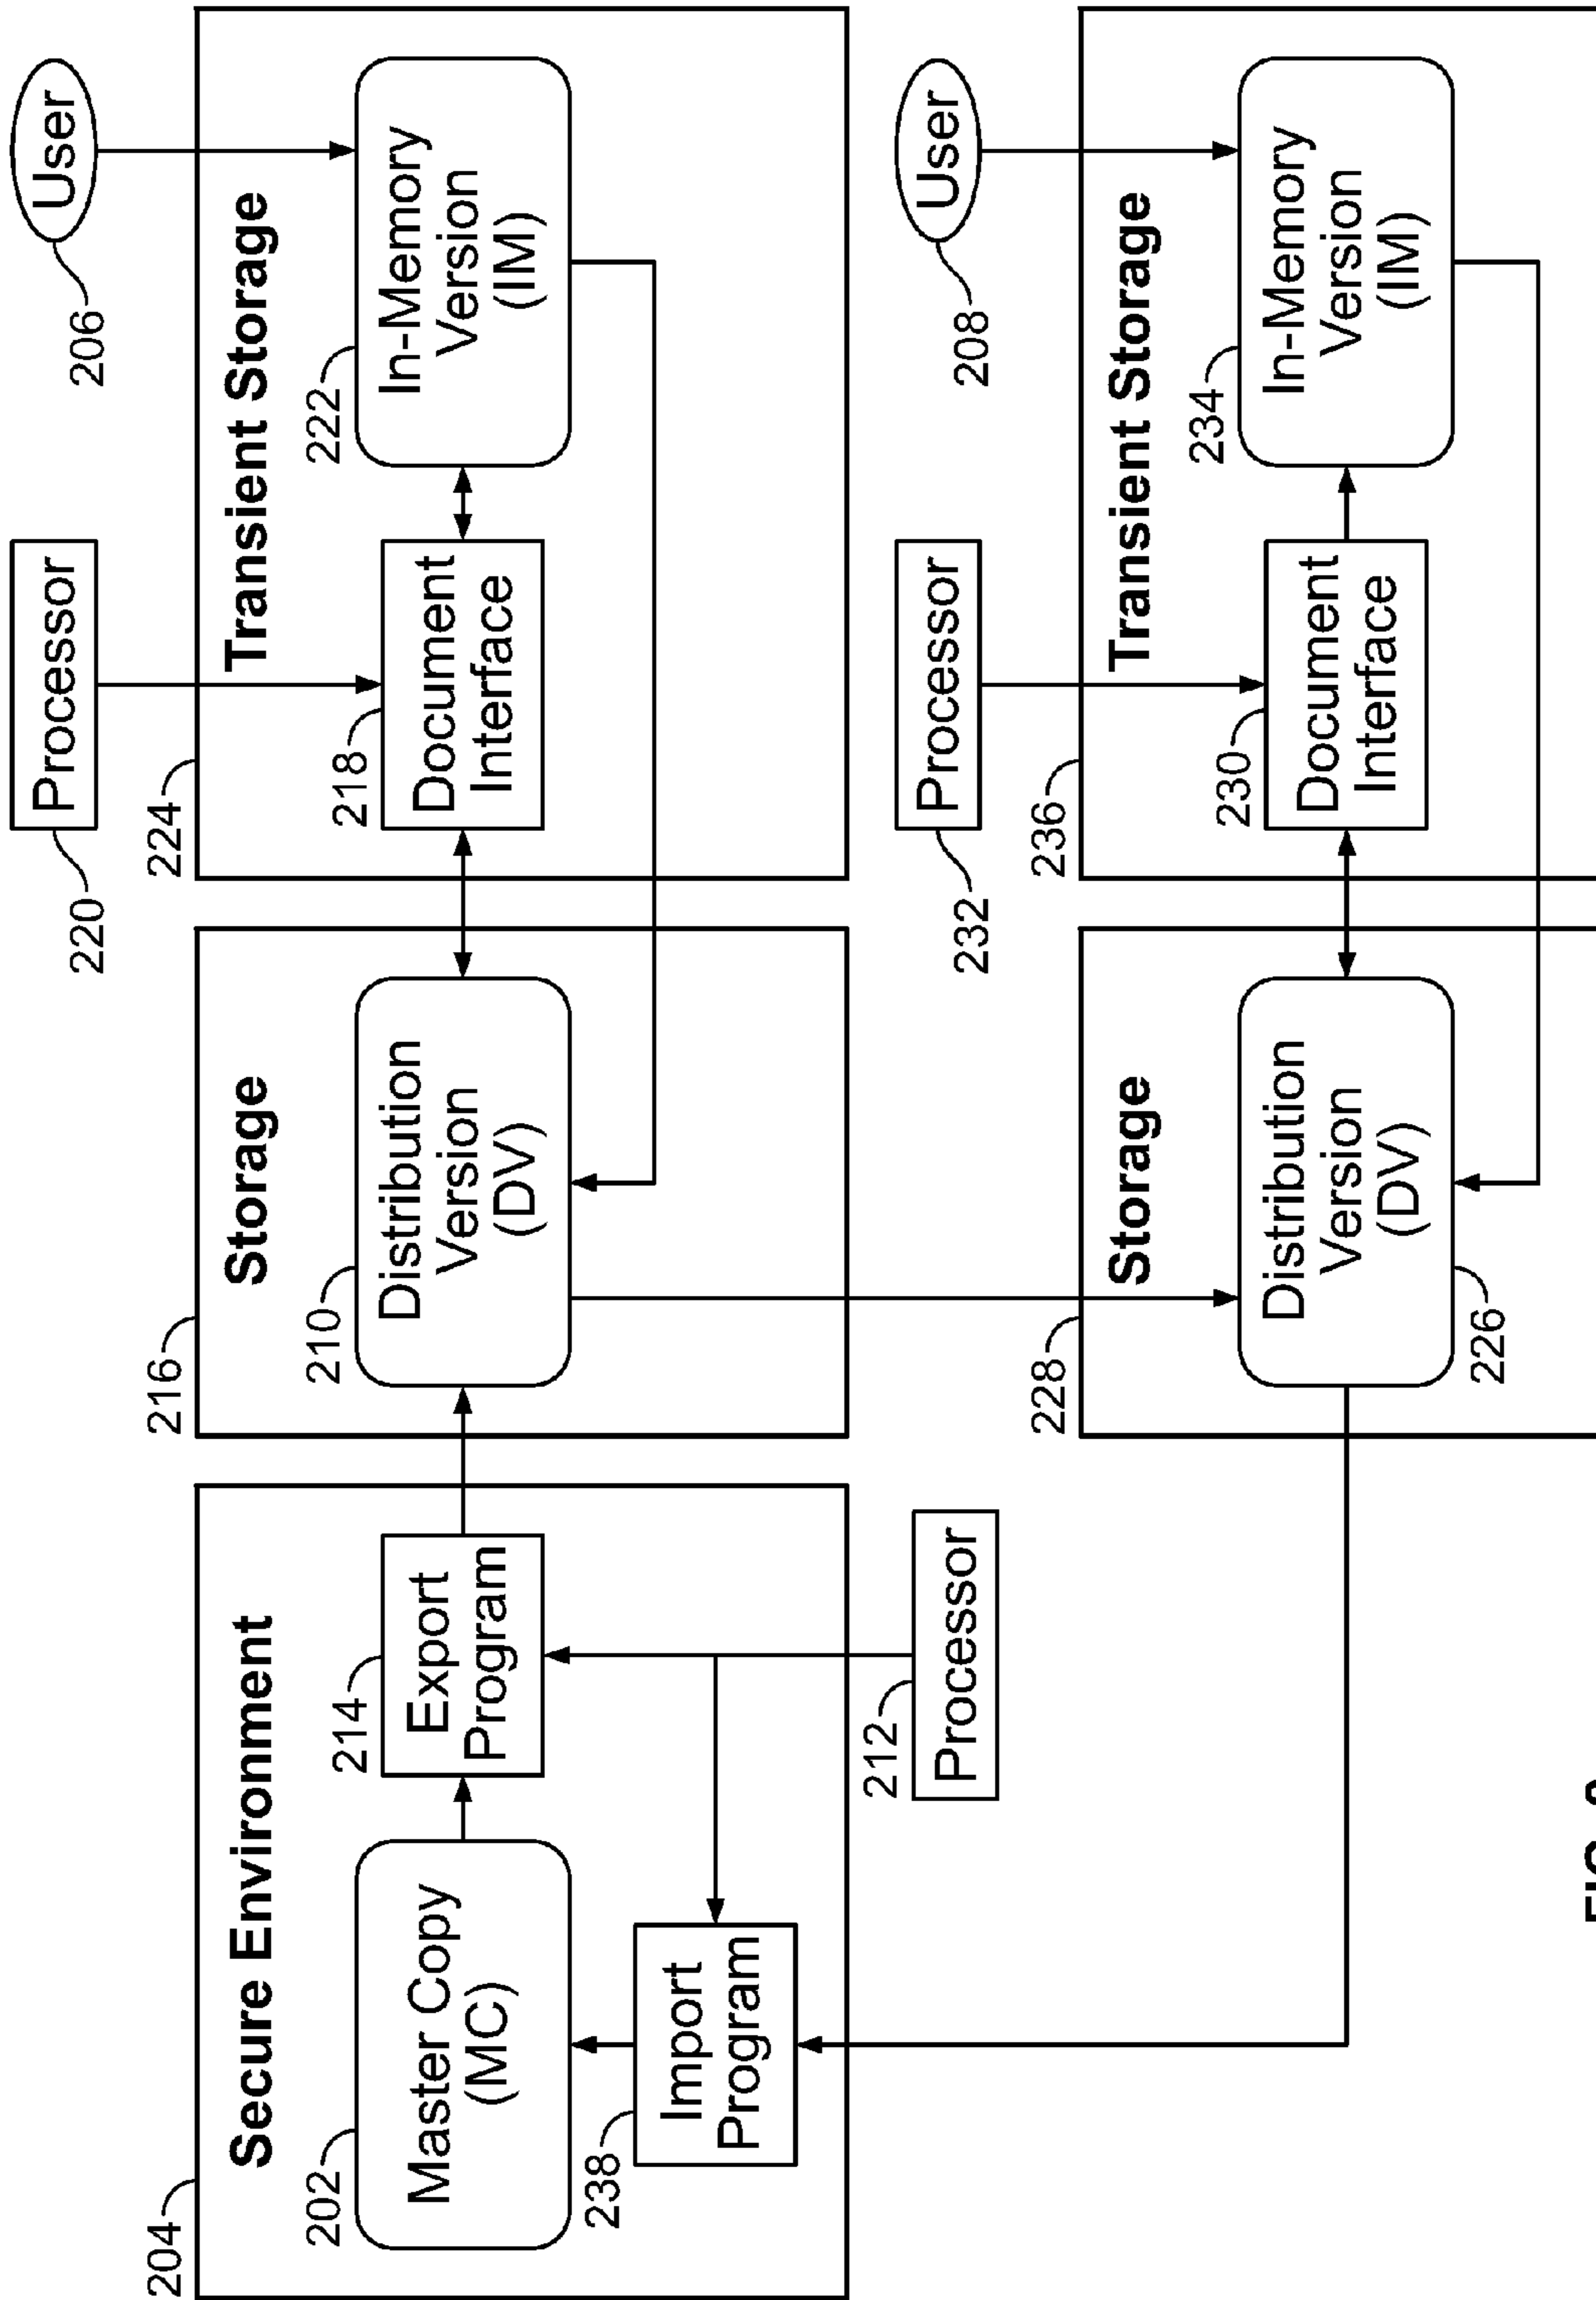 User
206
Processor
220
224
Transient Storage
222
In-Memory
Version
(IM)
218
Document
Interface
216
Storage
210
Distribution
Version
(DV)
204
Secure Environment
202
Master Copy
(MC)
214
Export
Program
238
Import
Program
212
Processor
User
208
Processor
232
236
Transient Storage
234
In-Memory
Version
(IM)
230
Document
Interface
228
Storage
Distribution
Version
(DV)
226